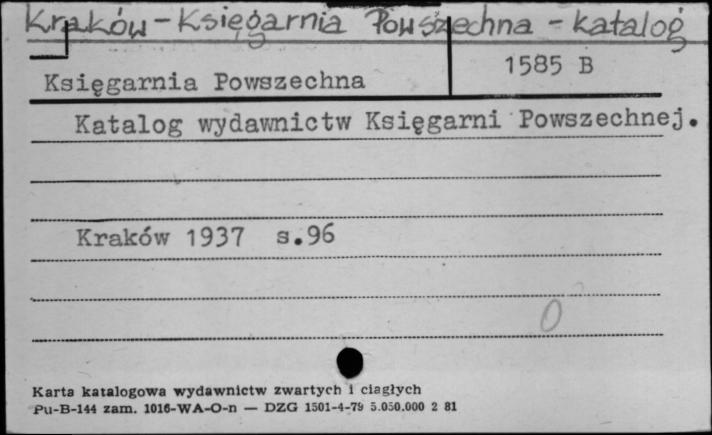 Kraków - Księgarnia Powszechna - katalog
1585 B
Księgarnia Powszechna
Katalog wydawnictw Księgarni Powszechnej.
Kraków 1937 s.96
0
Karta katalogowa wydawnictw zwartych i ciągłych
Pu-B-144 zam. 1016-WA-O-n — DZG 1501-4-79 5.050.000 2 81